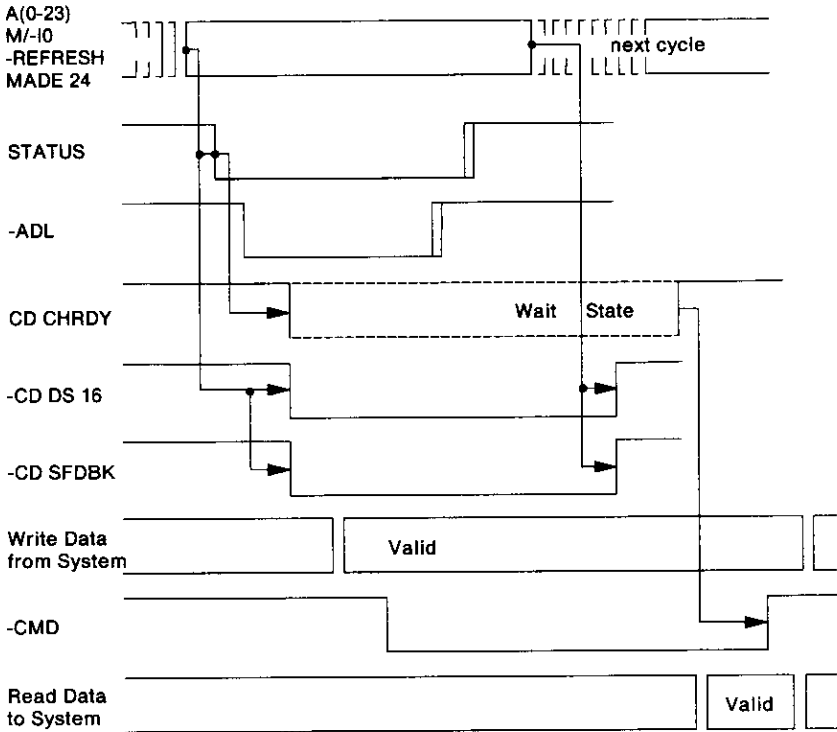 A(0-23)
M/-I0
-REFRESH
MADE 24
next cycle
STATUS
-ADL
CD CHRDY
Wait State
-CD DS 16
-CD SFDBK
Write Data
from System
Valid
-CMD
Read Data
to System
Valid